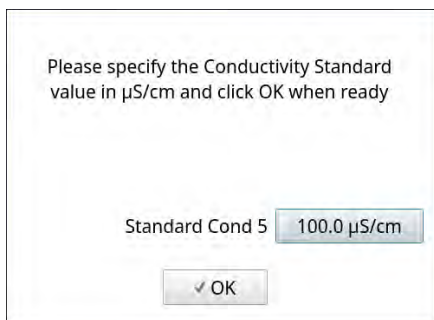 Please specify the Conductivity Standard
value in µS/cm and click OK when ready
Standard Cond 5 100.0 µS/cm
✓ OK